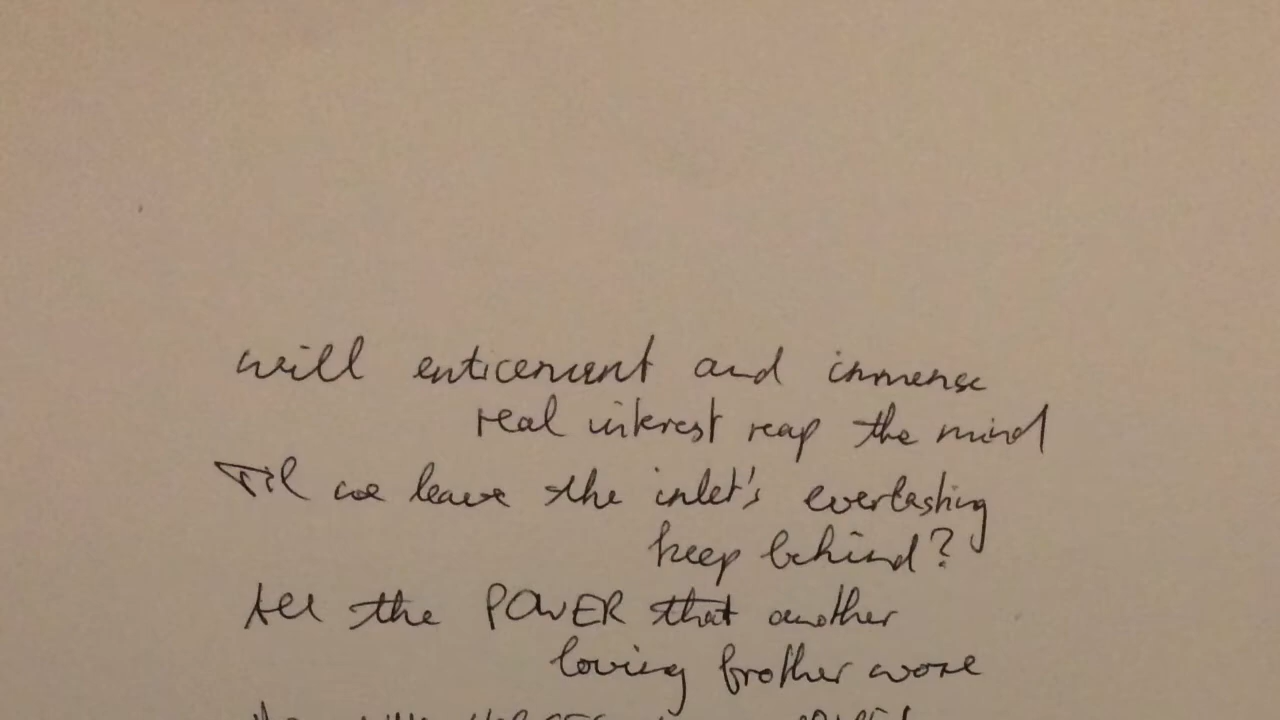 will enticement and immense
real interest reap the mind
Til we leave the inlet's everlasting
keep behind?
All the POWER that another
loving brother wore